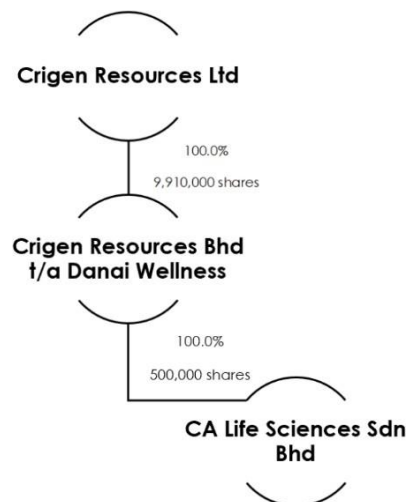 Crigen Resources Ltd
100.0%
9,910,000 shares
Crigen Resources Bhd
t/a Danai Wellness
100.0%
500,000 shares
CA Life Sciences Sdn
Bhd